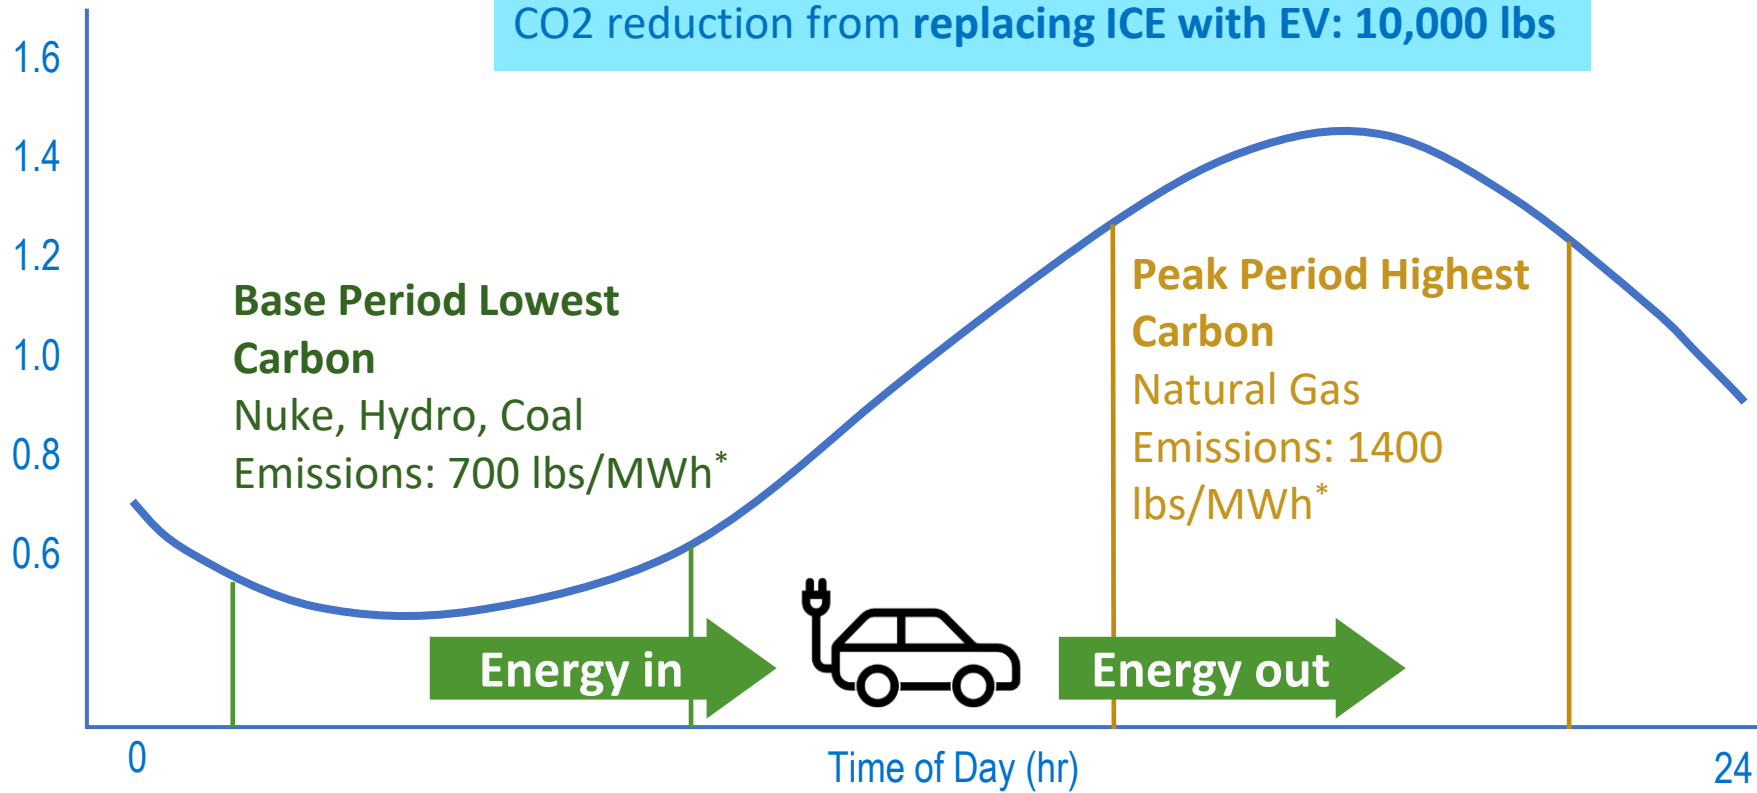 CO2 reduction from replacing ICE with EV: 10,000 lbs
1.6
1.4
1.2
1.0
0.8
0.6
Base Period Lowest
Carbon
Nuke, Hydro, Coal
Emissions: 700 lbs/MWh*
Peak Period Highest
Carbon
Natural Gas
Emissions: 1400
lbs/MWh*
Energy in
Energy out
0
Time of Day (hr)
24